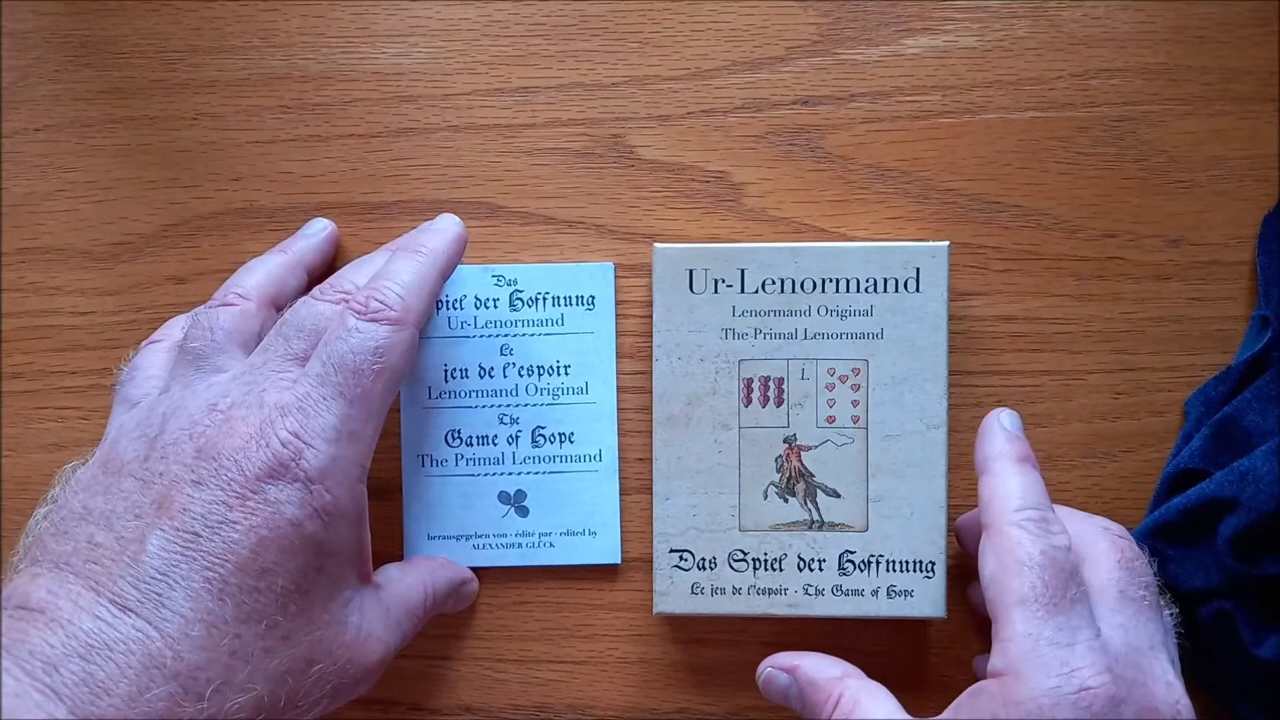 Das
piel der Hoffnung
Ur-Lenormand
Le
jeu de l'espoir
Lenormand Original
The
Game of Hope
The Primal Lenormand
herausgegeben von · édité par · edited by
ALEXANDER GLÜCK
Ur-Lenormand
Lenormand Original
The Primal Lenormand
1.
Das Spiel der Hoffnung
Le jeu de l'espoir · The Game of Hope